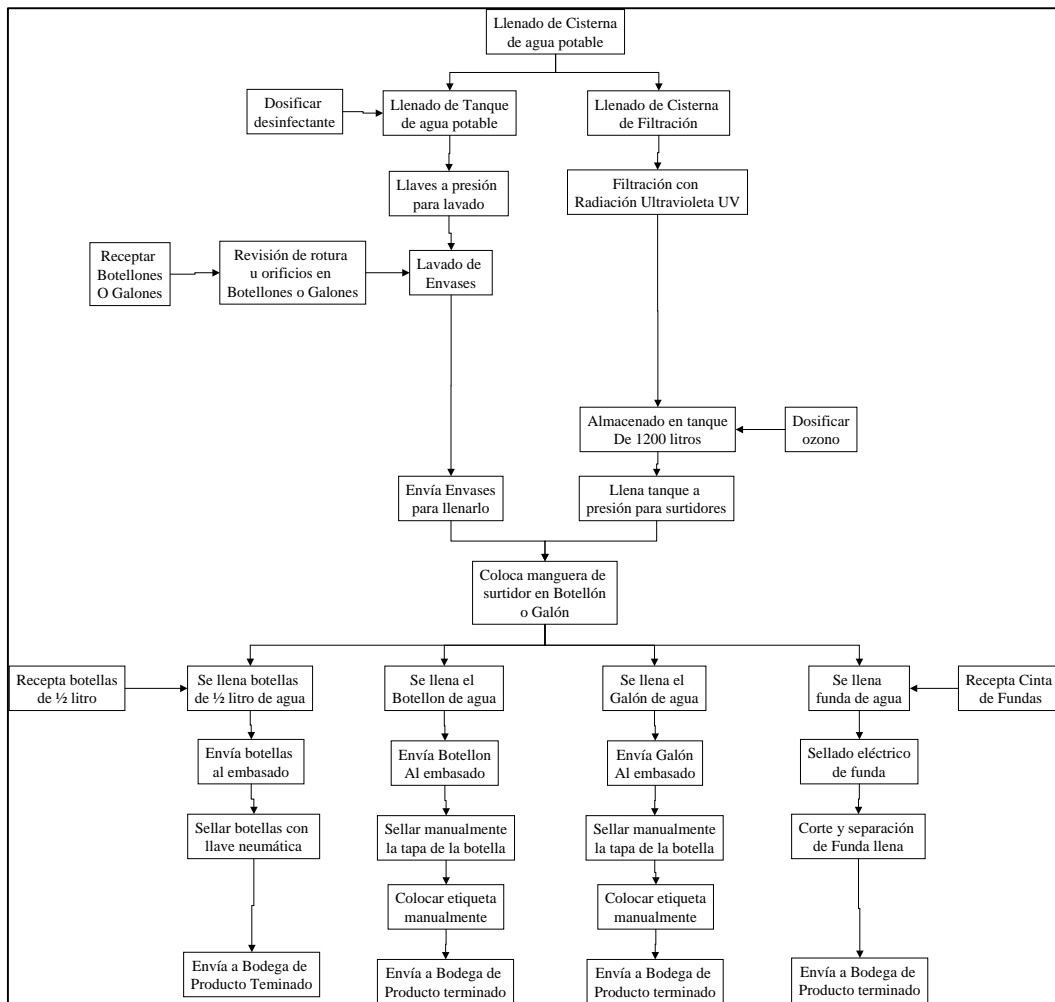 Llenado de Cisterna
de agua potable
Dosificar
desinfectante
Llenado de Tanque
de agua potable
Llenado de Cisterna
de Filtración
Llaves a presión
para lavado
Filtración con
Radiación Ultravioleta UV
Receptar
Botellones
O Galones
Revisión de rotura
u orificios en
Botellones o Galones
Lavado de
Envases
Almacenado en tanque
De 1200 litros
Dosificar
ozono
Envía Envases
para llenarlo
Llena tanque a
presión para surtidores
Coloca manguera de
surtidor en Botellón
o Galón
Recepta botellas
de ½ litro
Se llena botellas
de ½ litro de agua
Se llena el
Botellon de agua
Se llena el
Galón de agua
Se llena
funda de agua
Recepta Cinta
de Fundas
Envía botellas
al embasado
Envía Botellon
Al embasado
Envía Galón
Al embasado
Sellado eléctrico
de funda
Sellar botellas con
llave neumática
Sellar manualmente
la tapa de la botella
Sellar manualmente
la tapa de la botella
Corte y separación
de Funda llena
Colocar etiqueta
manualmente
Colocar etiqueta
manualmente
Envía a Bodega de
Producto Teminado
Envía a Bodega de
Producto terminado
Envía a Bodega de
Producto terminado
Envía a Bodega de
Producto terminado